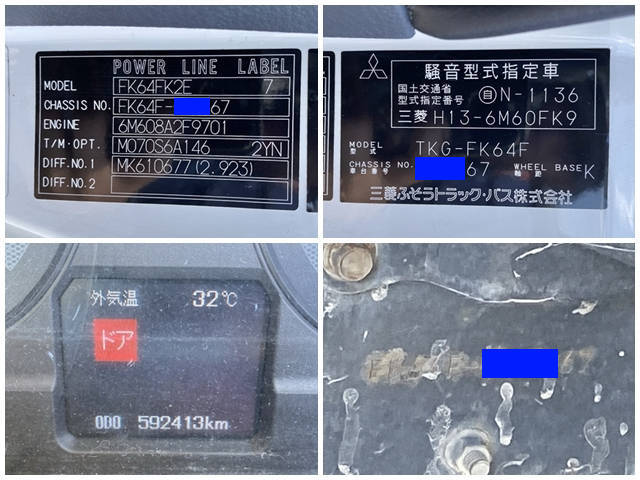 POWER LINE LABEL
MODEL FK64FK2E 7
CHASSIS NO. FK64F- 67
ENGINE 6M608A2F9701
T/M・OPT. M070S6A146 2YN
DIFF.NO.1 MK610677(2.923)
DIFF.NO.2
騒音型式指定車
国土交通省
型式指定番号 自N-1136
三菱 H13-6M60FK9
MODEL
型式 TKG-FK64F
CHASSIS NO. 67 WHEEL BASE K
車台番号 軸距
三菱ふそうトラック・バス株式会社
外気温 32℃
ドア
ODO 592413km